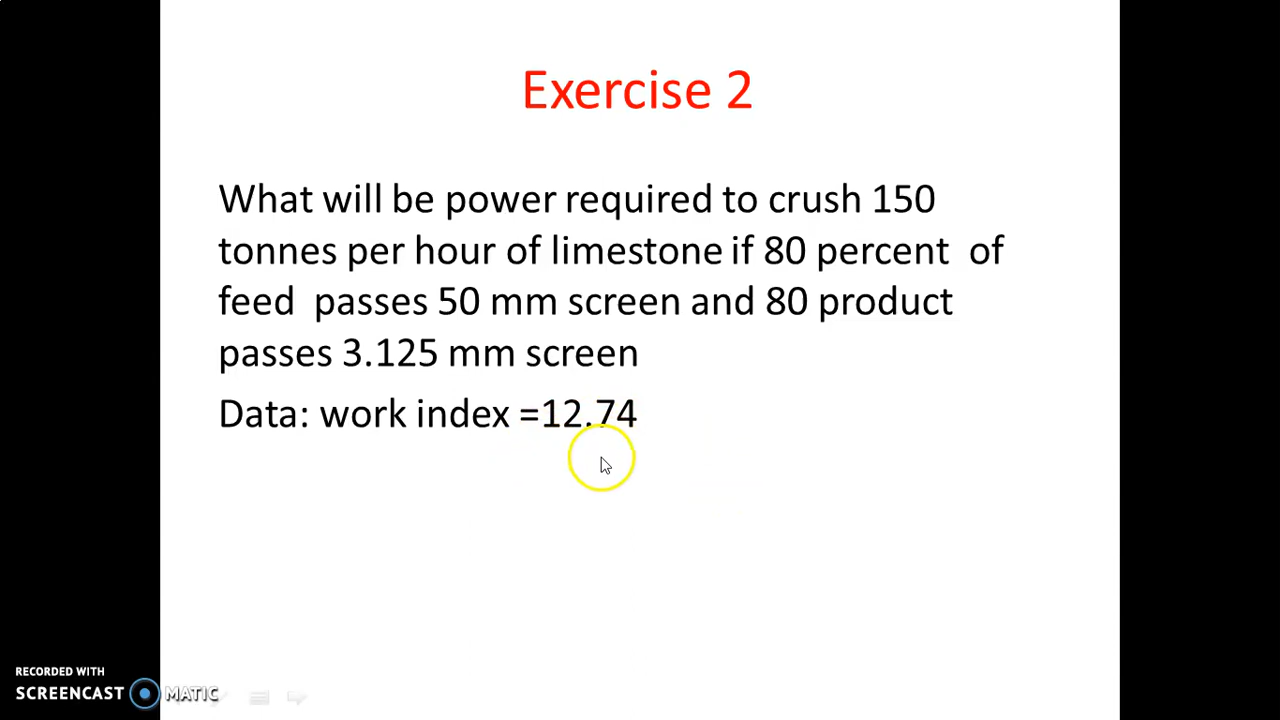 Exercise 2
What will be power required to crush 150
tonnes per hour of limestone if 80 percent of
feed passes 50 mm screen and 80 product
passes 3.125 mm screen
Data: work index =12.74
RECORDED WITH
SCREENCAST MATIC